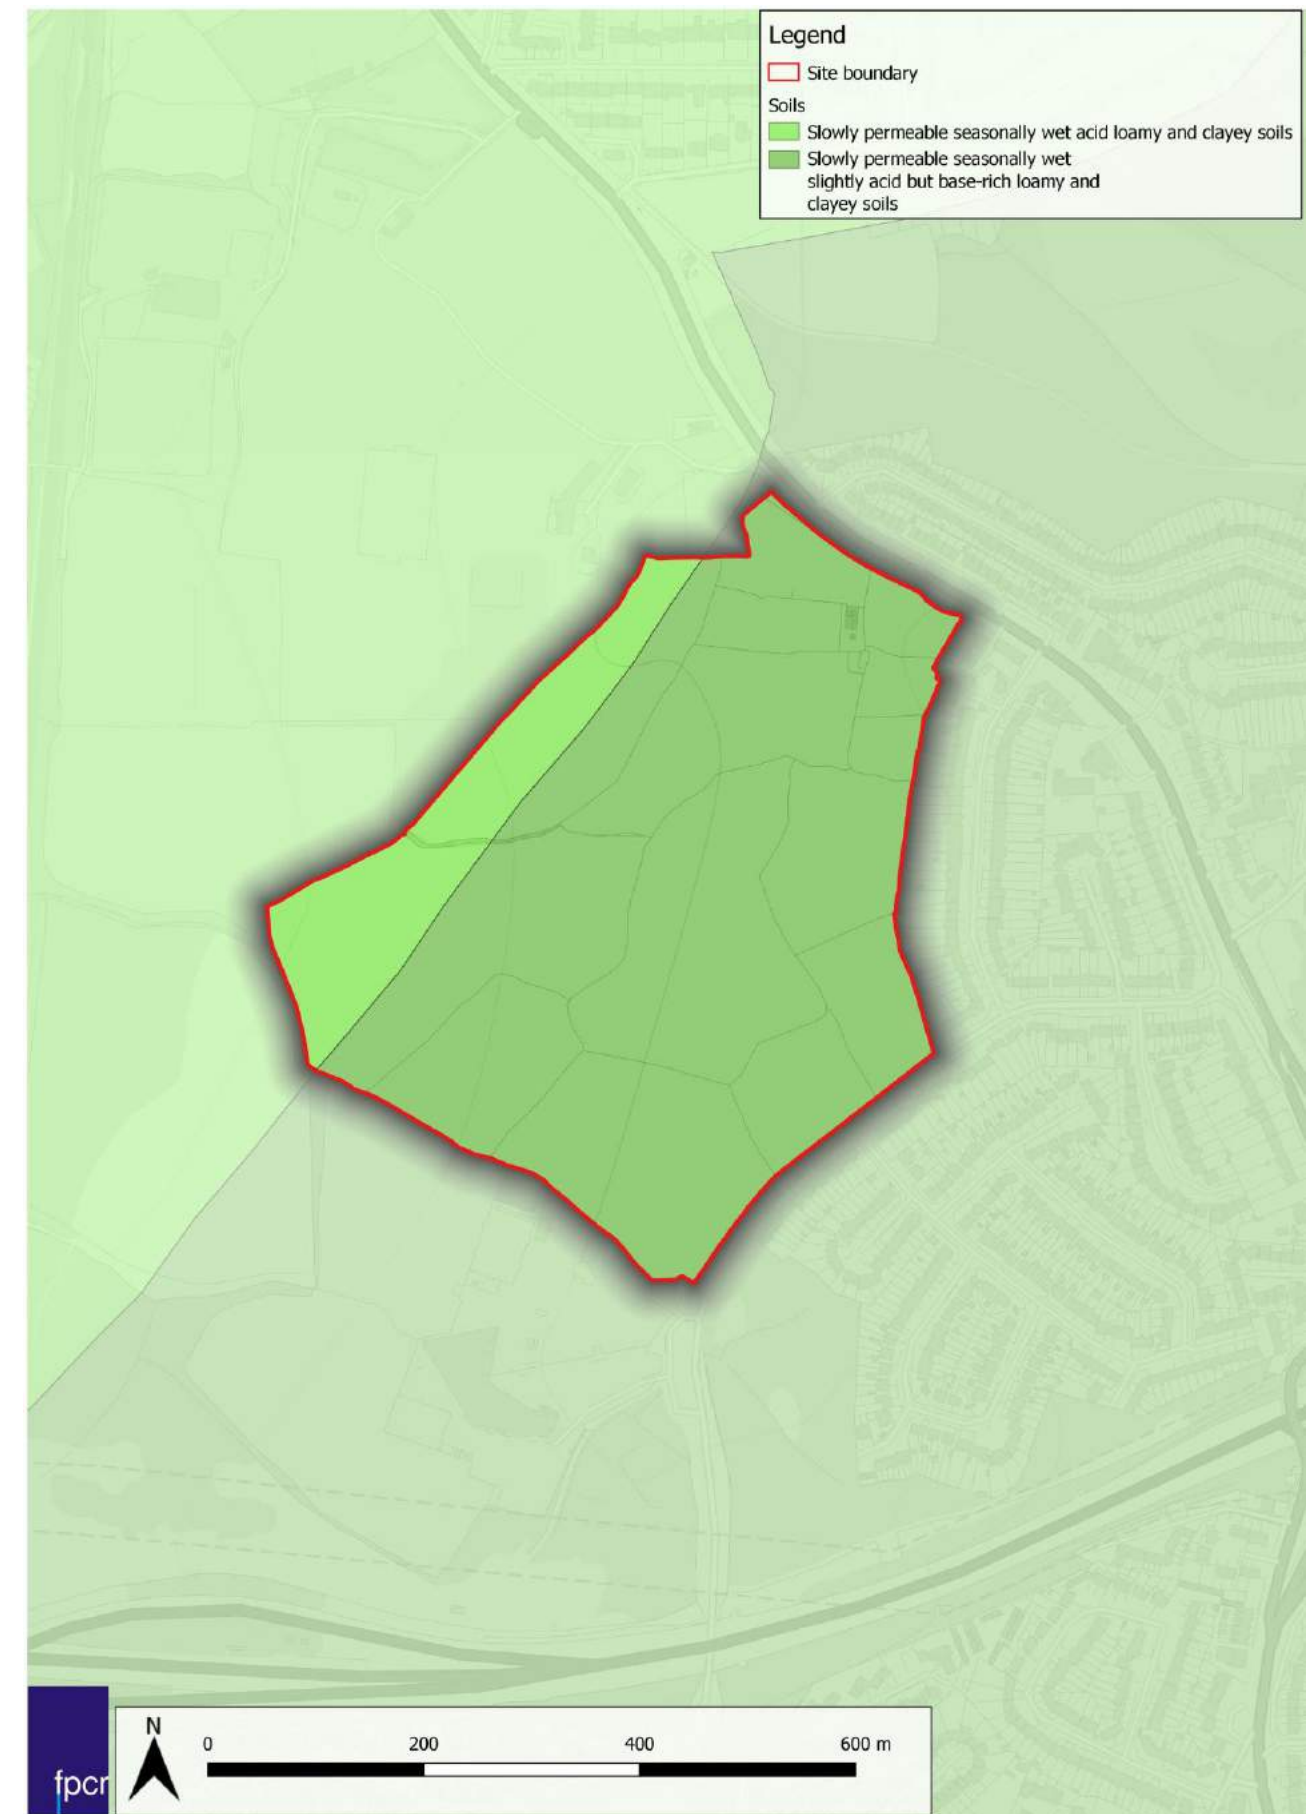 Legend
Site boundary
Soils
Slowly permeable seasonally wet acid loamy and clayey soils
Slowly permeable seasonally wet
slightly acid but base-rich loamy and
clayey soils
N
0 200 400 600 m
fpcr